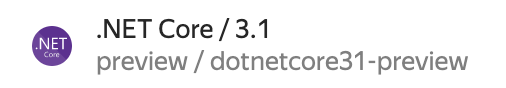 .NET
Core
.NET Core / 3.1
preview / dotnetcore31-preview